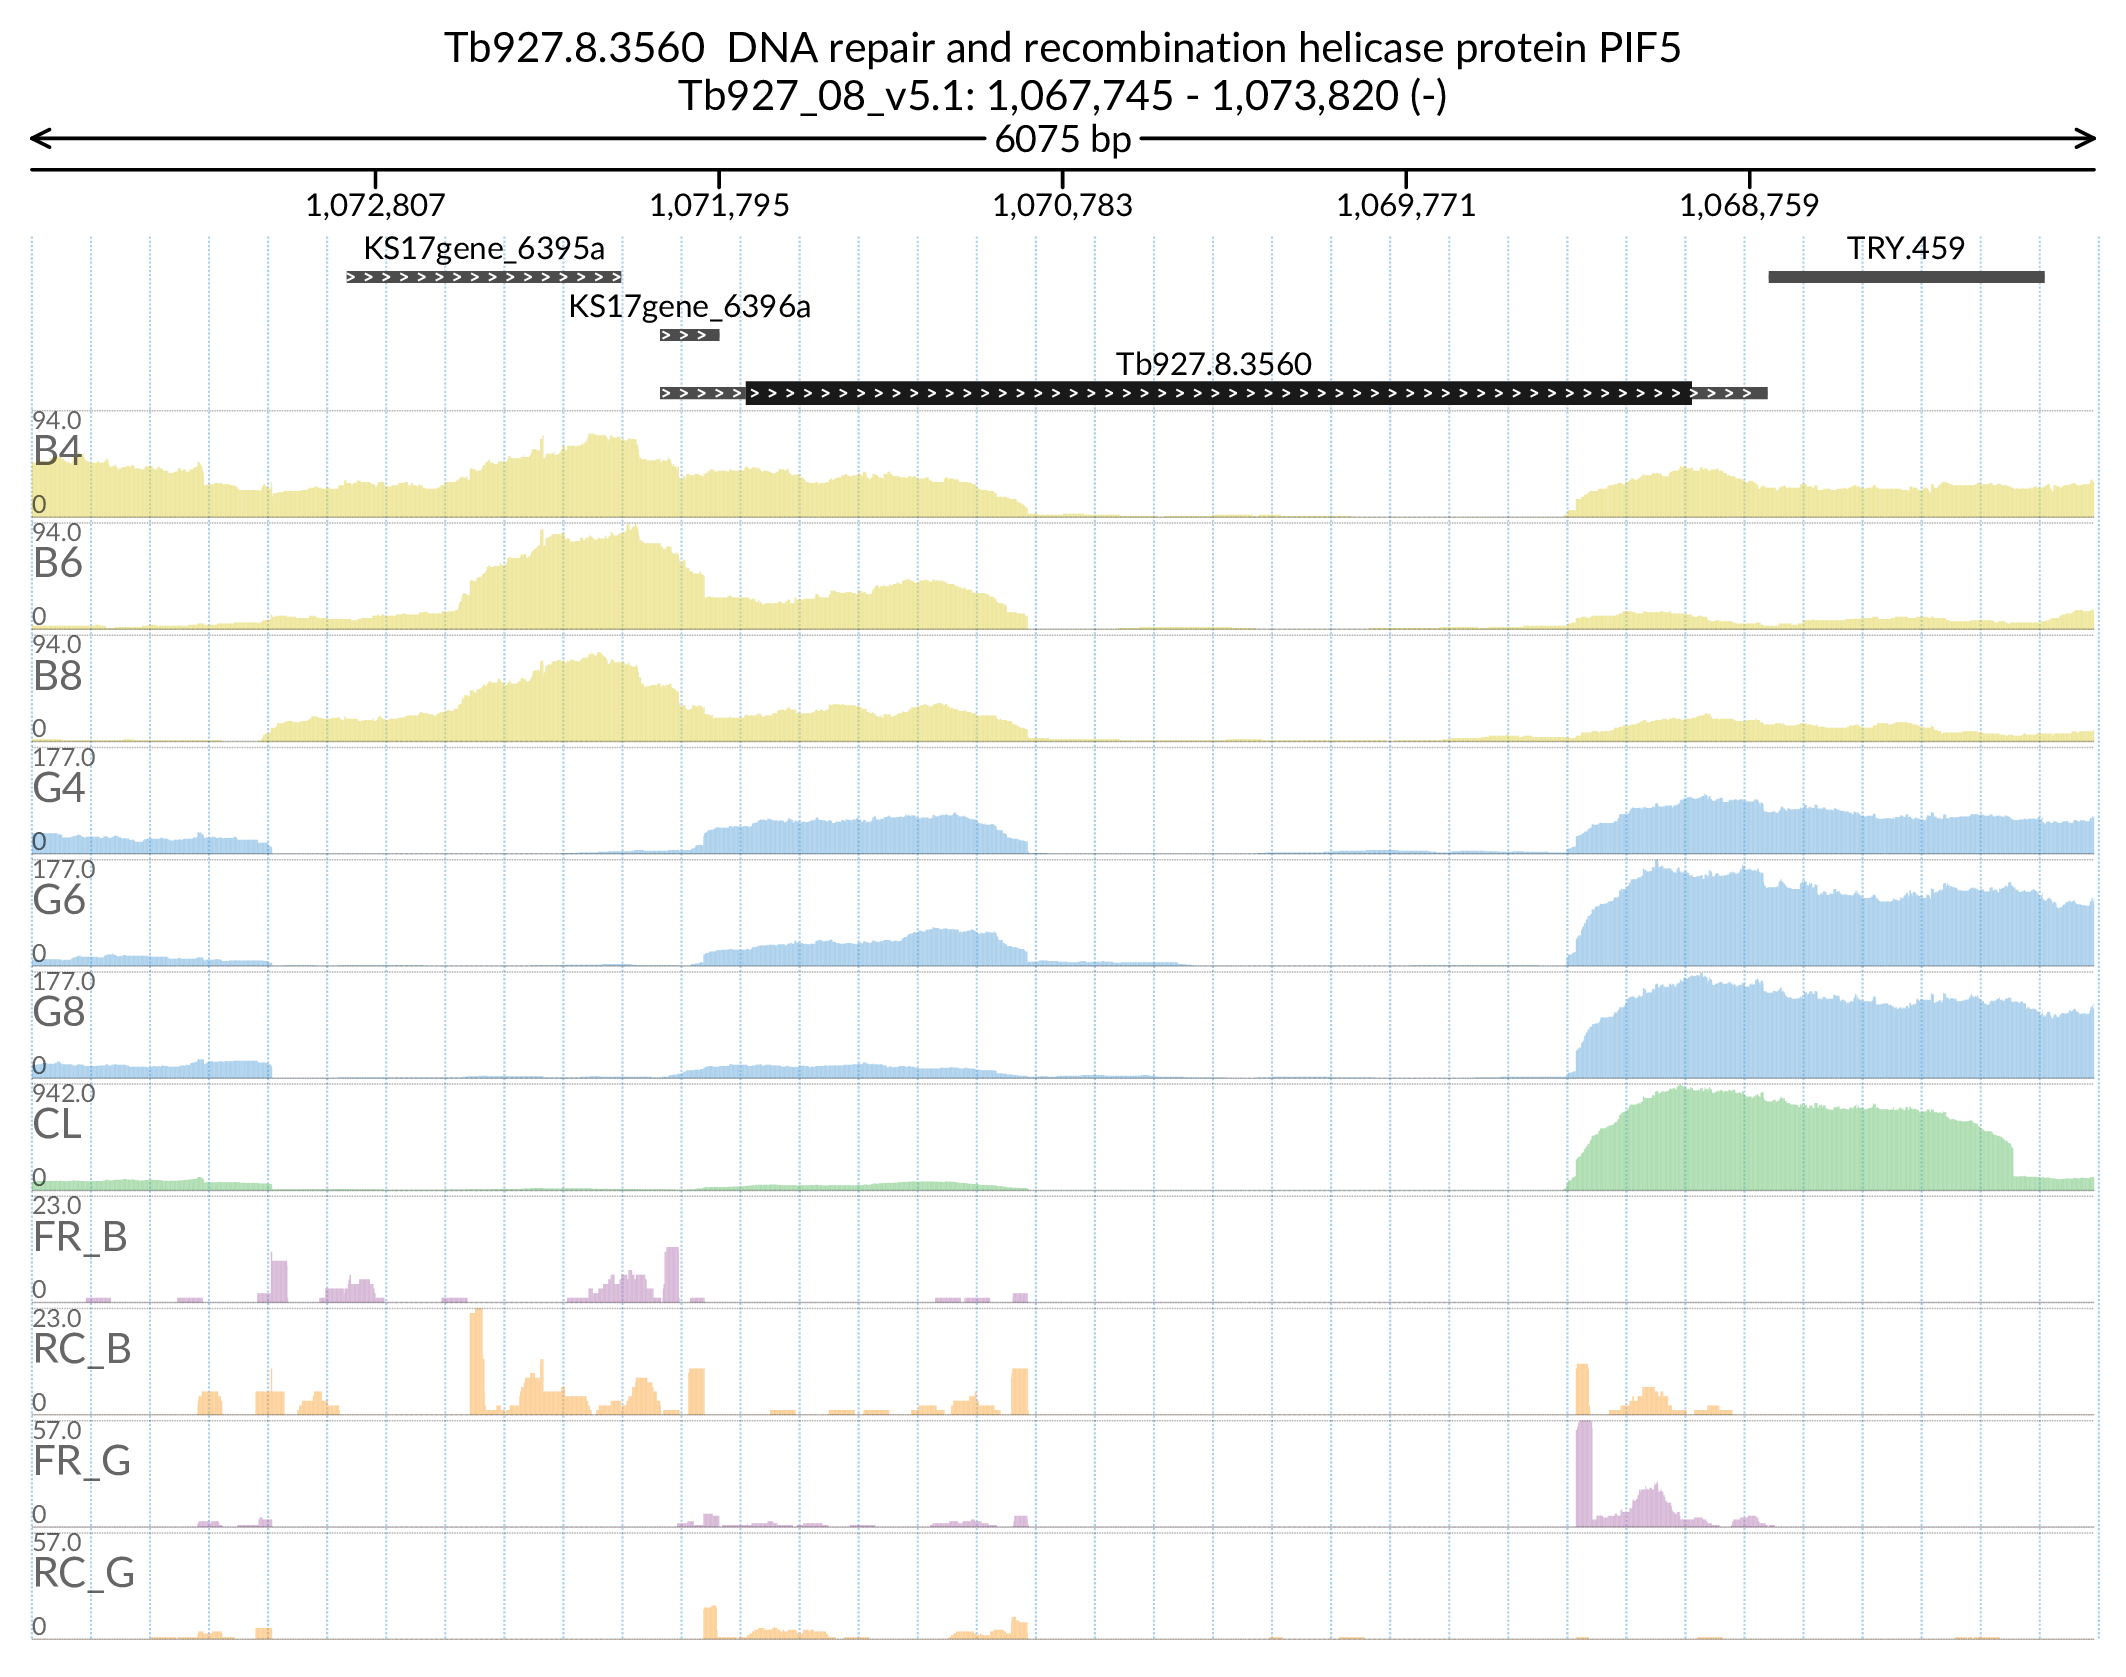 Tb927.8.3560  DNA repair and recombination helicase protein PIF5
Tb927_08_v5.1: 1,067,745 - 1,073,820 (-)
6075 bp
1,072,807 1,071,795 1,070,783 1,069,771 1,068,759
KS17gene_6395a TRY.459
KS17gene_6396a
Tb927.8.3560
94.0
B4
0
94.0
B6
0
94.0
B8
0
177.0
G4
0
177.0
G6
0
177.0
G8
0
942.0
CL
0
23.0
FR_B
0
23.0
RC_B
0
57.0
FR_G
0
57.0
RC_G
0